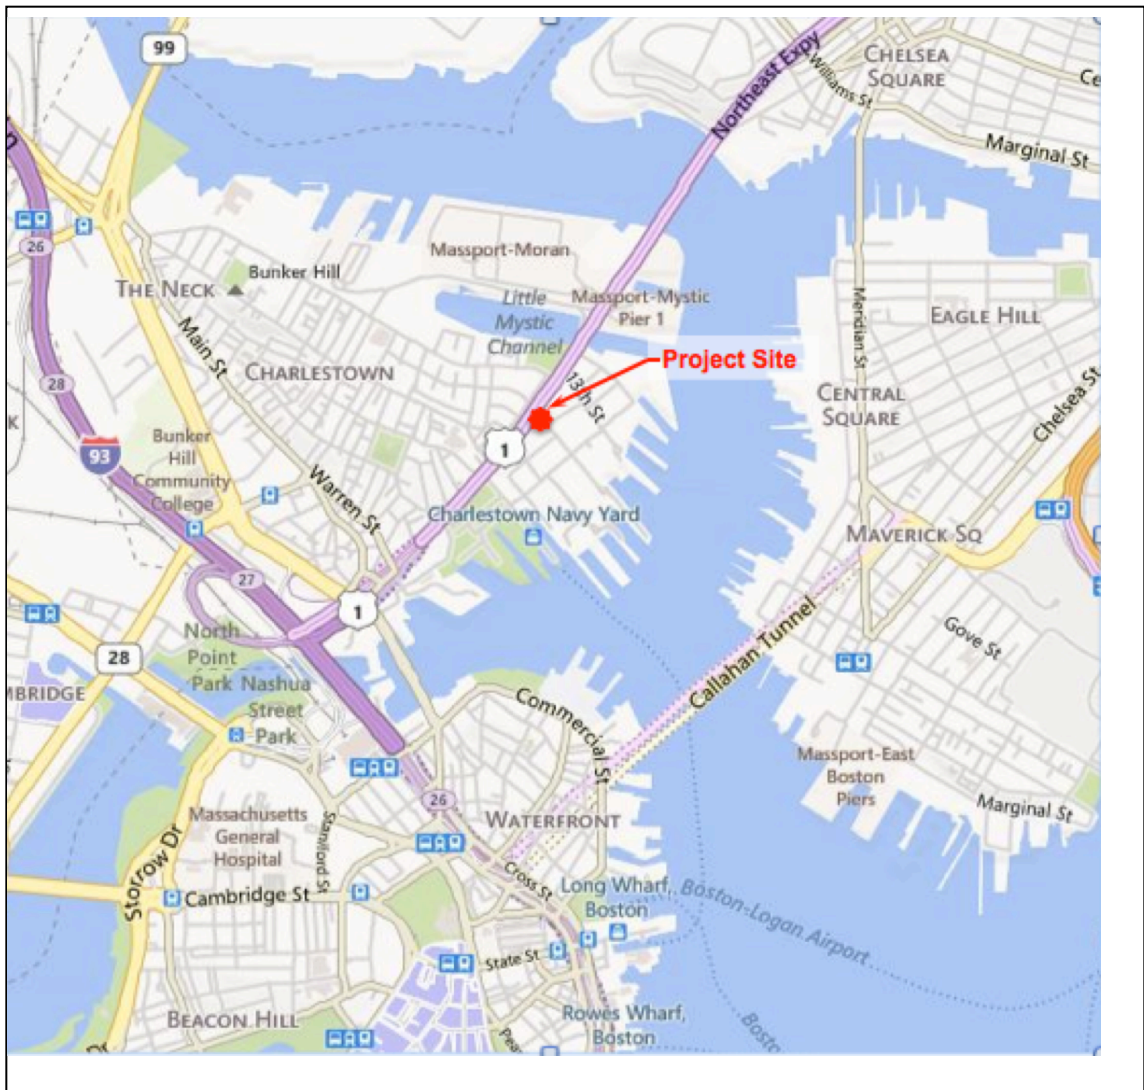 99
Northeast Expy
CHELSEA
SQUARE
Williams St
Ce
Marginal St
26
Massport-Moran
Bunker Hill
THE NECK
Little
Mystic
Channel
Massport-Mystic
Pier 1
Main St
Meridian St
EAGLE HILL
28
CHARLESTOWN
Project Site
13th St
CENTRAL
SQUARE
Chelsea St
K
93
Bunker
Hill
Community
College
1
Warren St
Charlestown Navy Yard
MAVERICK SQ
27
1
North
Point
Park
Nashua
Street
Park
28
MBRIDGE
Callahan Tunnel
Gove St
Commercial St
Massport-East
Boston
Piers
Marginal St
26
WATERFRONT
Massachusetts
General
Hospital
Staniford St
Storrow Dr
Cambridge St
Cross St
Long Wharf,
Boston
Boston-Logan Airport
State St
BEACON HILL
Rowes Wharf,
Boston
Dr
Pea
Bosto